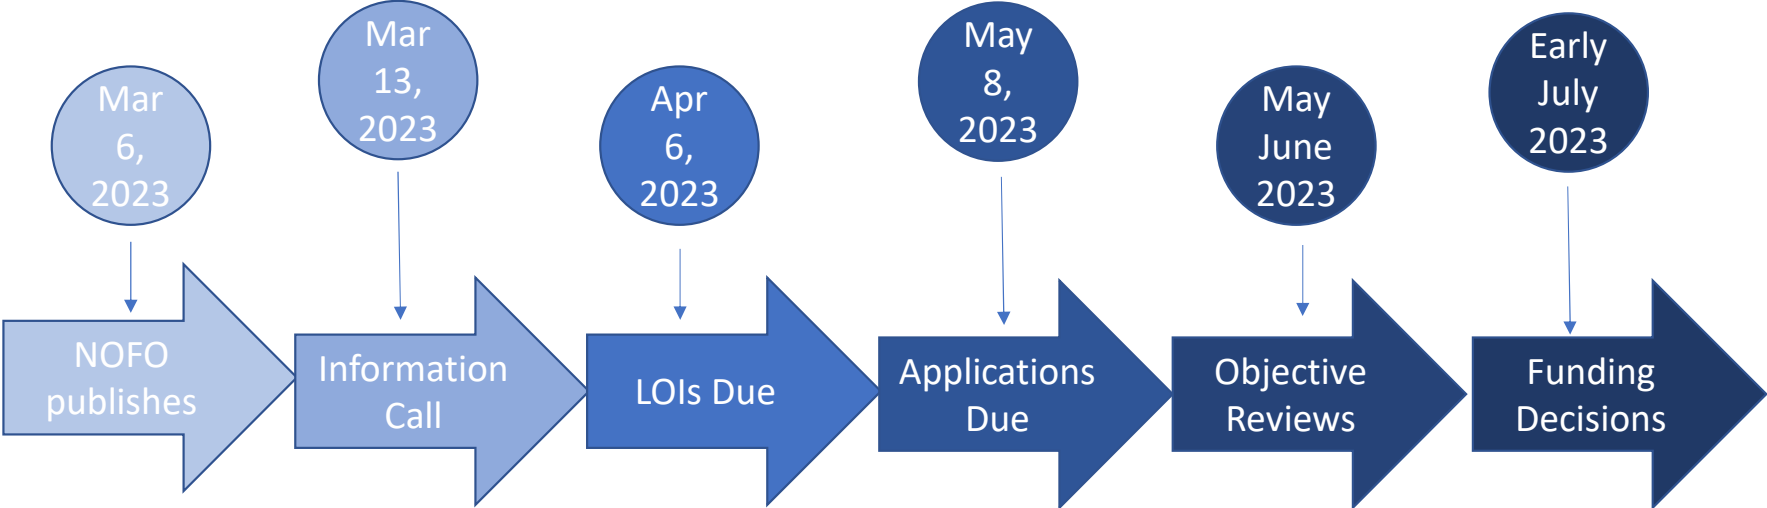 Mar
6,
2023
Mar
13,
2023
Apr
6,
2023
May
8,
2023
May
June
2023
Early
July
2023
NOFO
publishes
Information
Call
LOIs Due
Applications
Due
Objective
Reviews
Funding
Decisions